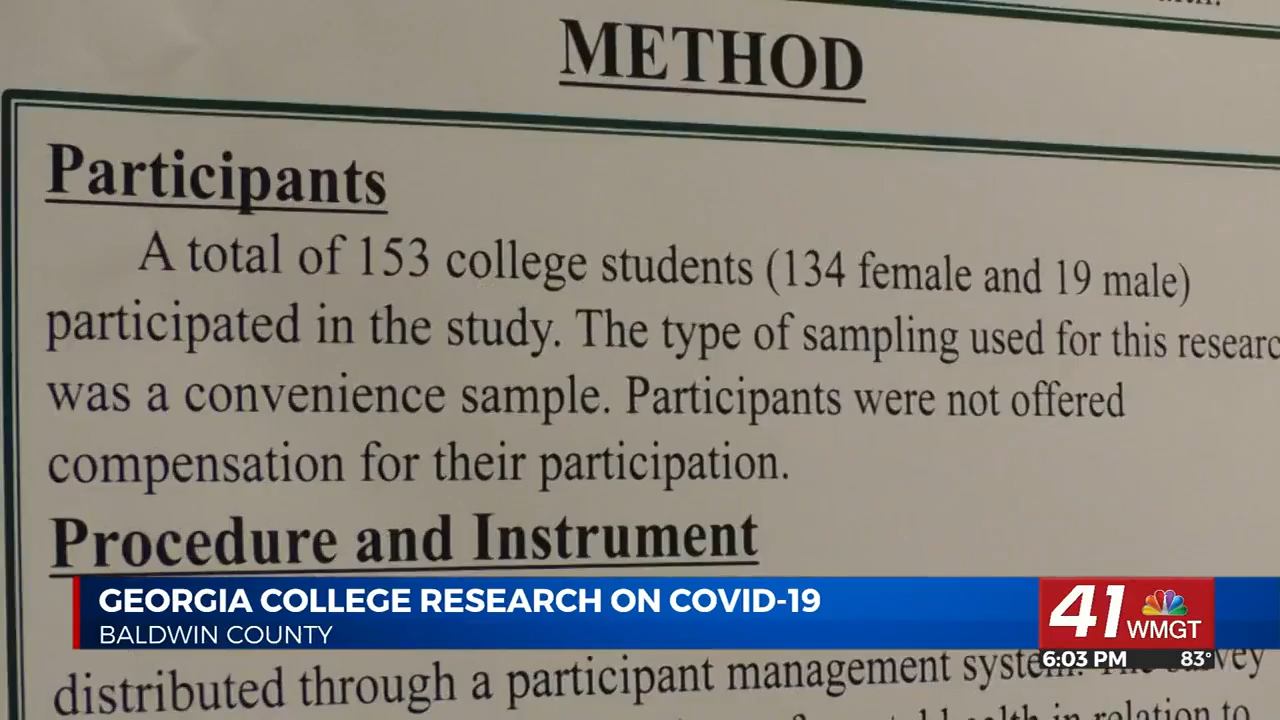 METHOD
Participants
A total of 153 college students (134 female and 19 male)
participated in the study. The type of sampling used for this researc
was a convenience sample. Participants were not offered
compensation for their participation.
Procedure and Instrument
GEORGIA COLLEGE RESEARCH ON COVID-19
BALDWIN COUNTY
41
WMGT
6:03 PM 83°
distributed through a participant management system.
in relation to